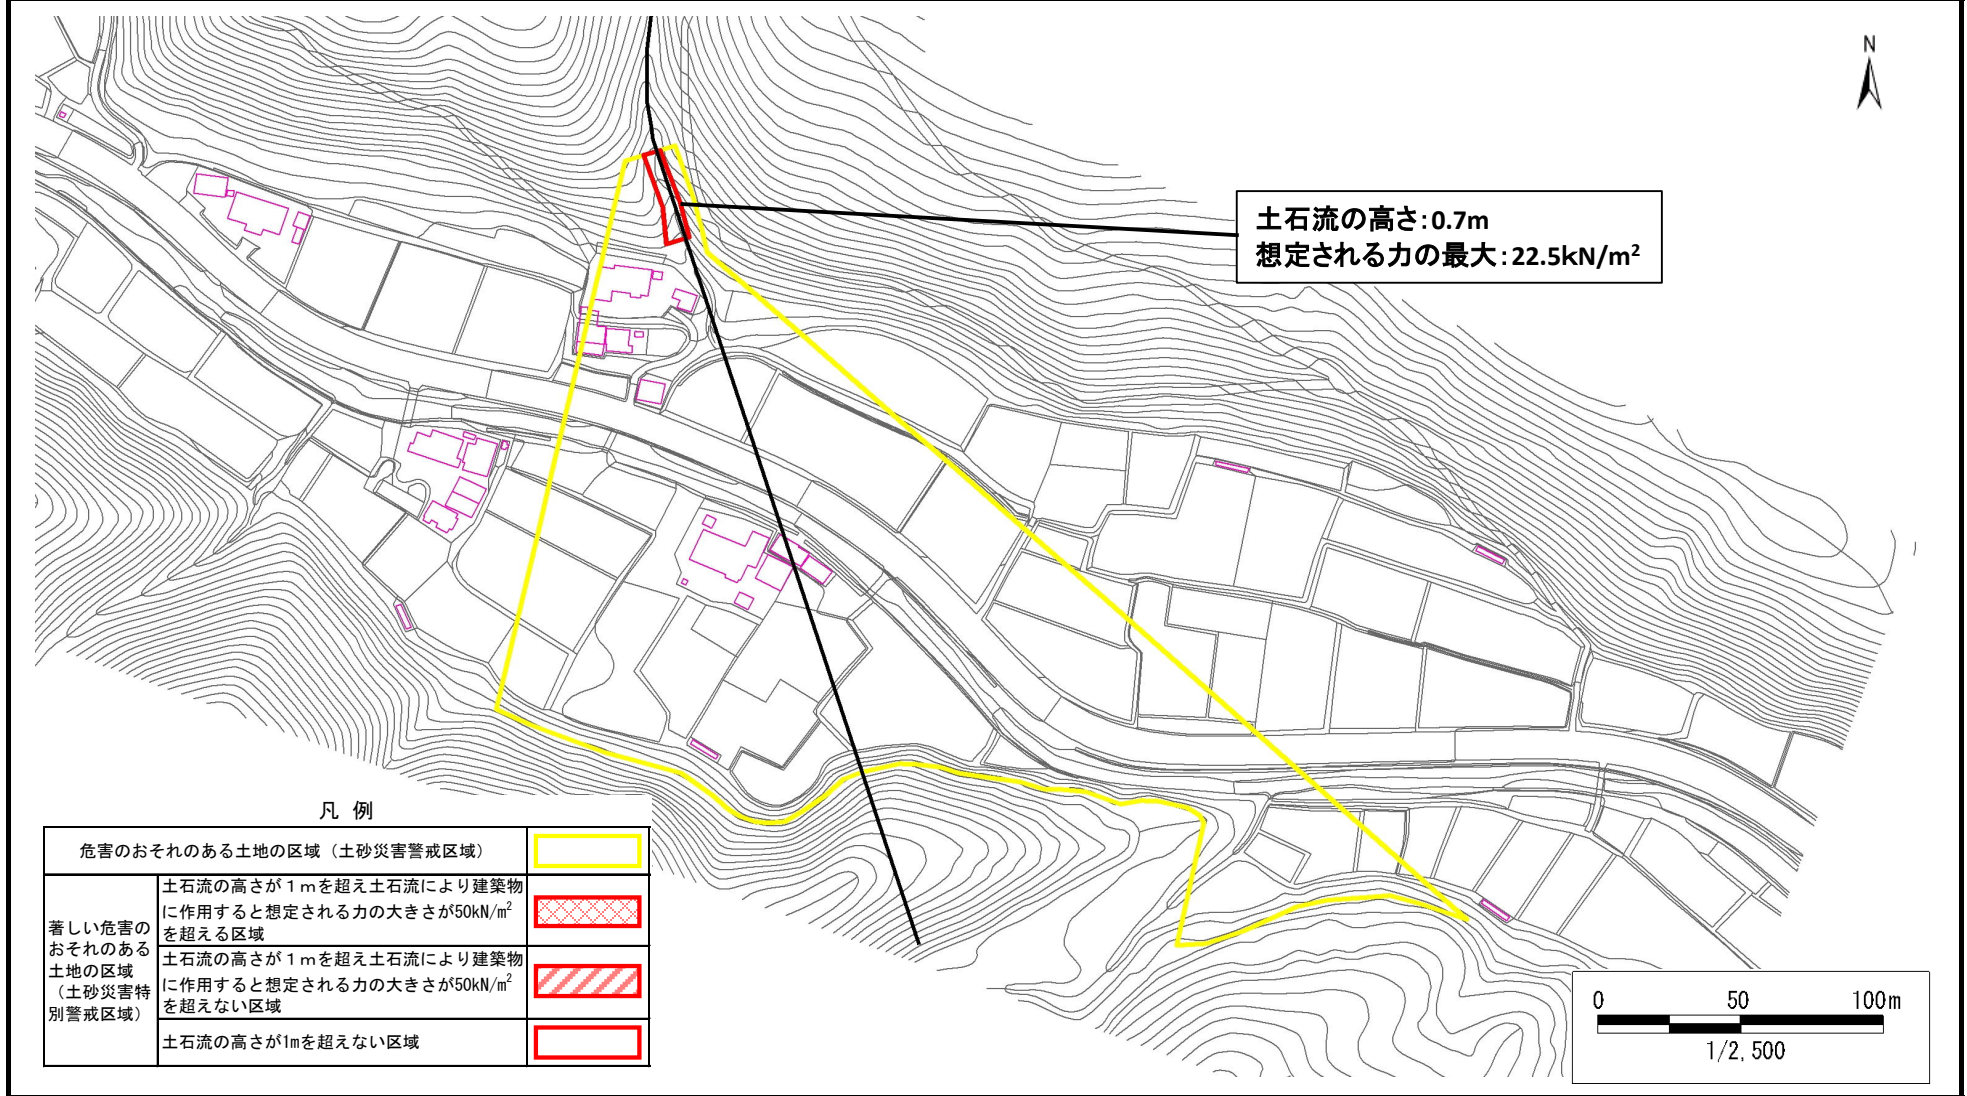 N
土石流の高さ:0.7m
想定される力の最大:22.5kN/m²
凡 例
危害のおそれのある土地の区域（土砂災害警戒区域）
著しい危害の
おそれのある
土地の区域
（土砂災害特
別警戒区域）
土石流の高さが１ｍを超え土石流により建築物
に作用すると想定される力の大きさが50kN/㎡
を超える区域
土石流の高さが１ｍを超え土石流により建築物
に作用すると想定される力の大きさが50kN/㎡
を超えない区域
土石流の高さが1mを超えない区域
0 50 100m
1/2,500